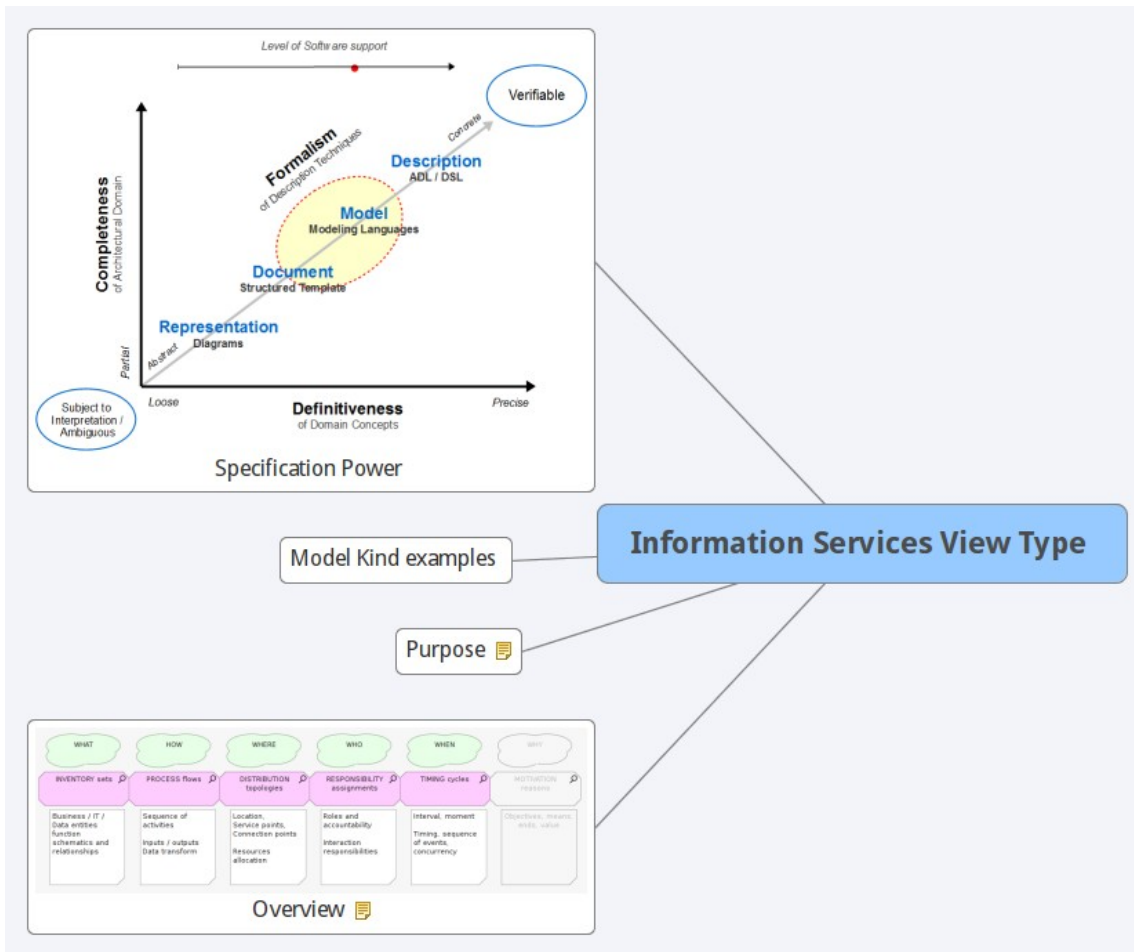 Level of Software support
Verifiable
Concrete
Formalism
of Description Techniques
Description
ADL / DSL
Completeness
of Architectural Domain
Model
Modeling Languages
Document
Structured Template
Representation
Diagrams
Abstract
Partial
Loose
Definitiveness
of Domain Concepts
Precise
Subject to
Interpretation /
Ambiguous
Specification Power
Information Services View Type
Model Kind examples
Purpose
WHAT
HOW
WHERE
WHO
WHEN
WHY
INVENTORY sets
PROCESS flows
DISTRIBUTION
topologies
RESPONSIBILITY
assignments
TIMING cycles
MOTIVATION
reasons
Business / IT /
Data entities
function
schematics and
relationships
Sequence of
activities
Inputs / outputs
Data transform
Location,
Service points,
Connection points
Resources
allocation
Roles and
accountability
Interaction
responsibilities
Interval, moment
Timing, sequence
of events,
concurrency
Objectives, means
ends, value
Overview